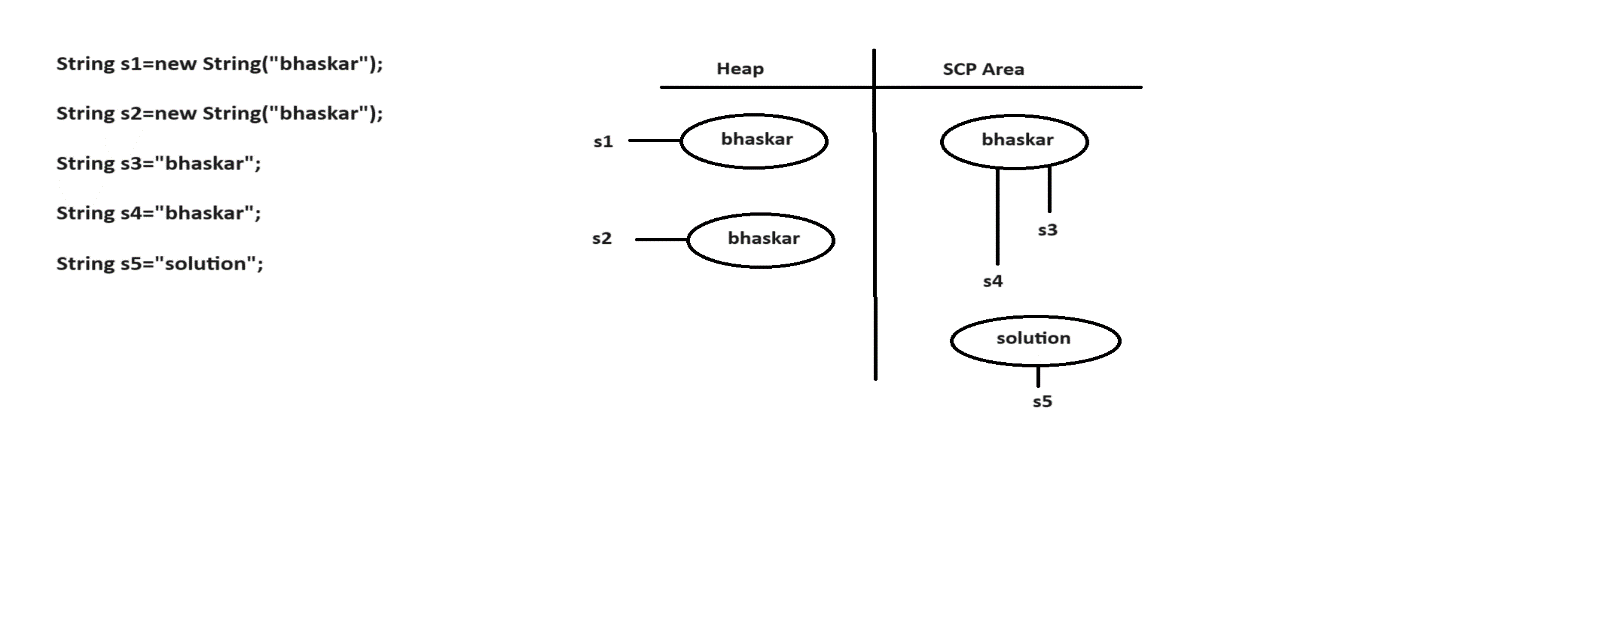 String s1=new String("bhaskar");
String s2=new String("bhaskar");
String s3="bhaskar";
String s4="bhaskar";
String s5="solution";
Heap
SCP Area
s1
bhaskar
bhaskar
s2
bhaskar
s3
s4
solution
s5